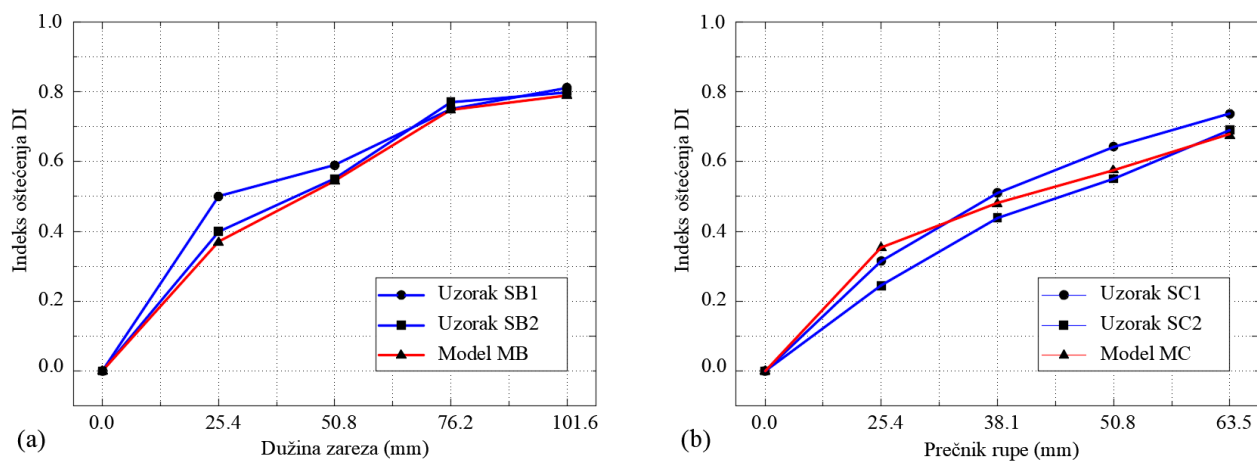 1.0
0.8
0.6
0.4
0.2
0.0
Indeks oštećenja DI
Uzorak SB1
Uzorak SB2
Model MB
0.0 25.4 50.8 76.2 101.6
(a)
Dužina zareza (mm)
1.0
0.8
0.6
0.4
0.2
0.0
Indeks oštećenja DI
Uzorak SC1
Uzorak SC2
Model MC
0.0 25.4 38.1 50.8 63.5
(b)
Prečnik rupe (mm)